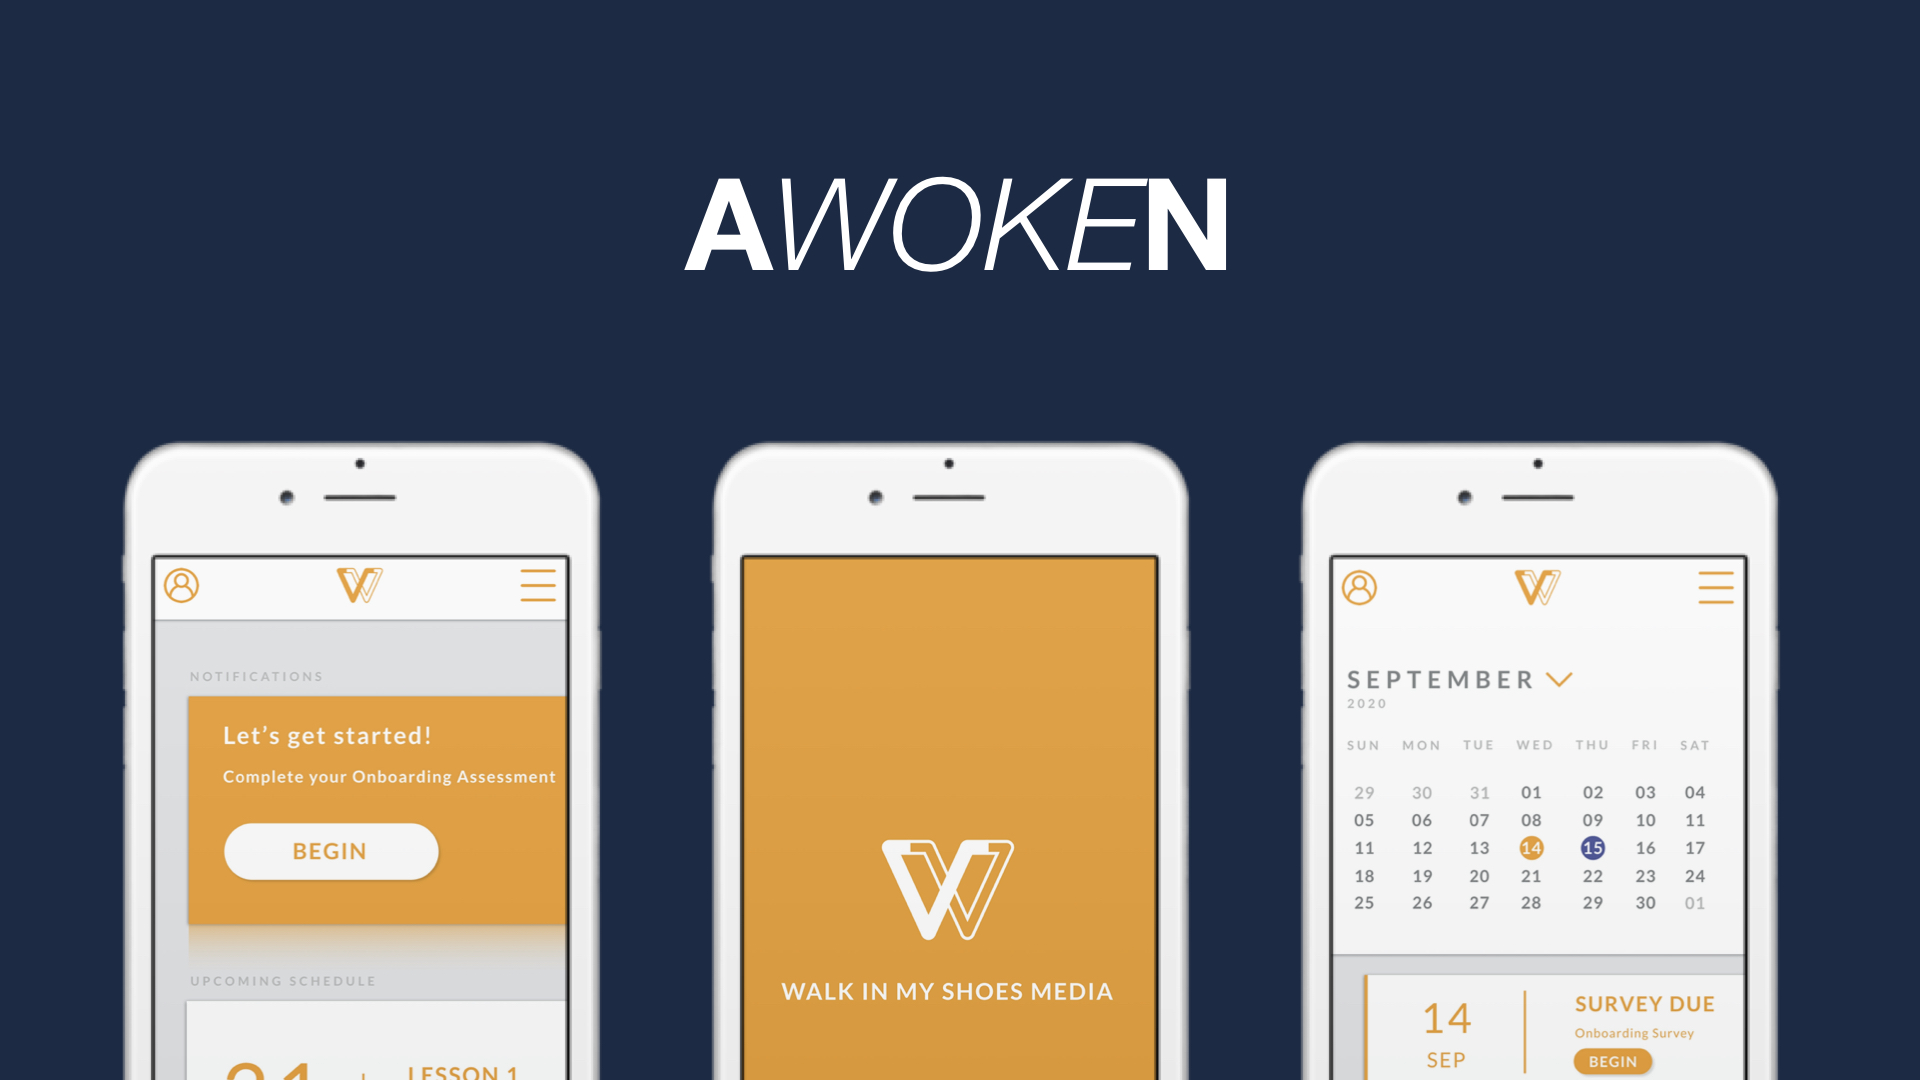 AWOKEN
NOTIFICATIONS
Let's get started!
Complete your Onboarding Assessment
BEGIN
UPCOMING SCHEDULE
LESSON 1
WALK IN MY SHOES MEDIA
SEPTEMBER
2020
SUN MON TUE WED THU FRI SAT
29 30 31 01 02 03 04
05 06 07 08 09 10 11
11 12 13 14 15 16 17
18 19 20 21 22 23 24
25 26 27 28 29 30 01
14
SEP
SURVEY DUE
Onboarding Survey
BEGIN